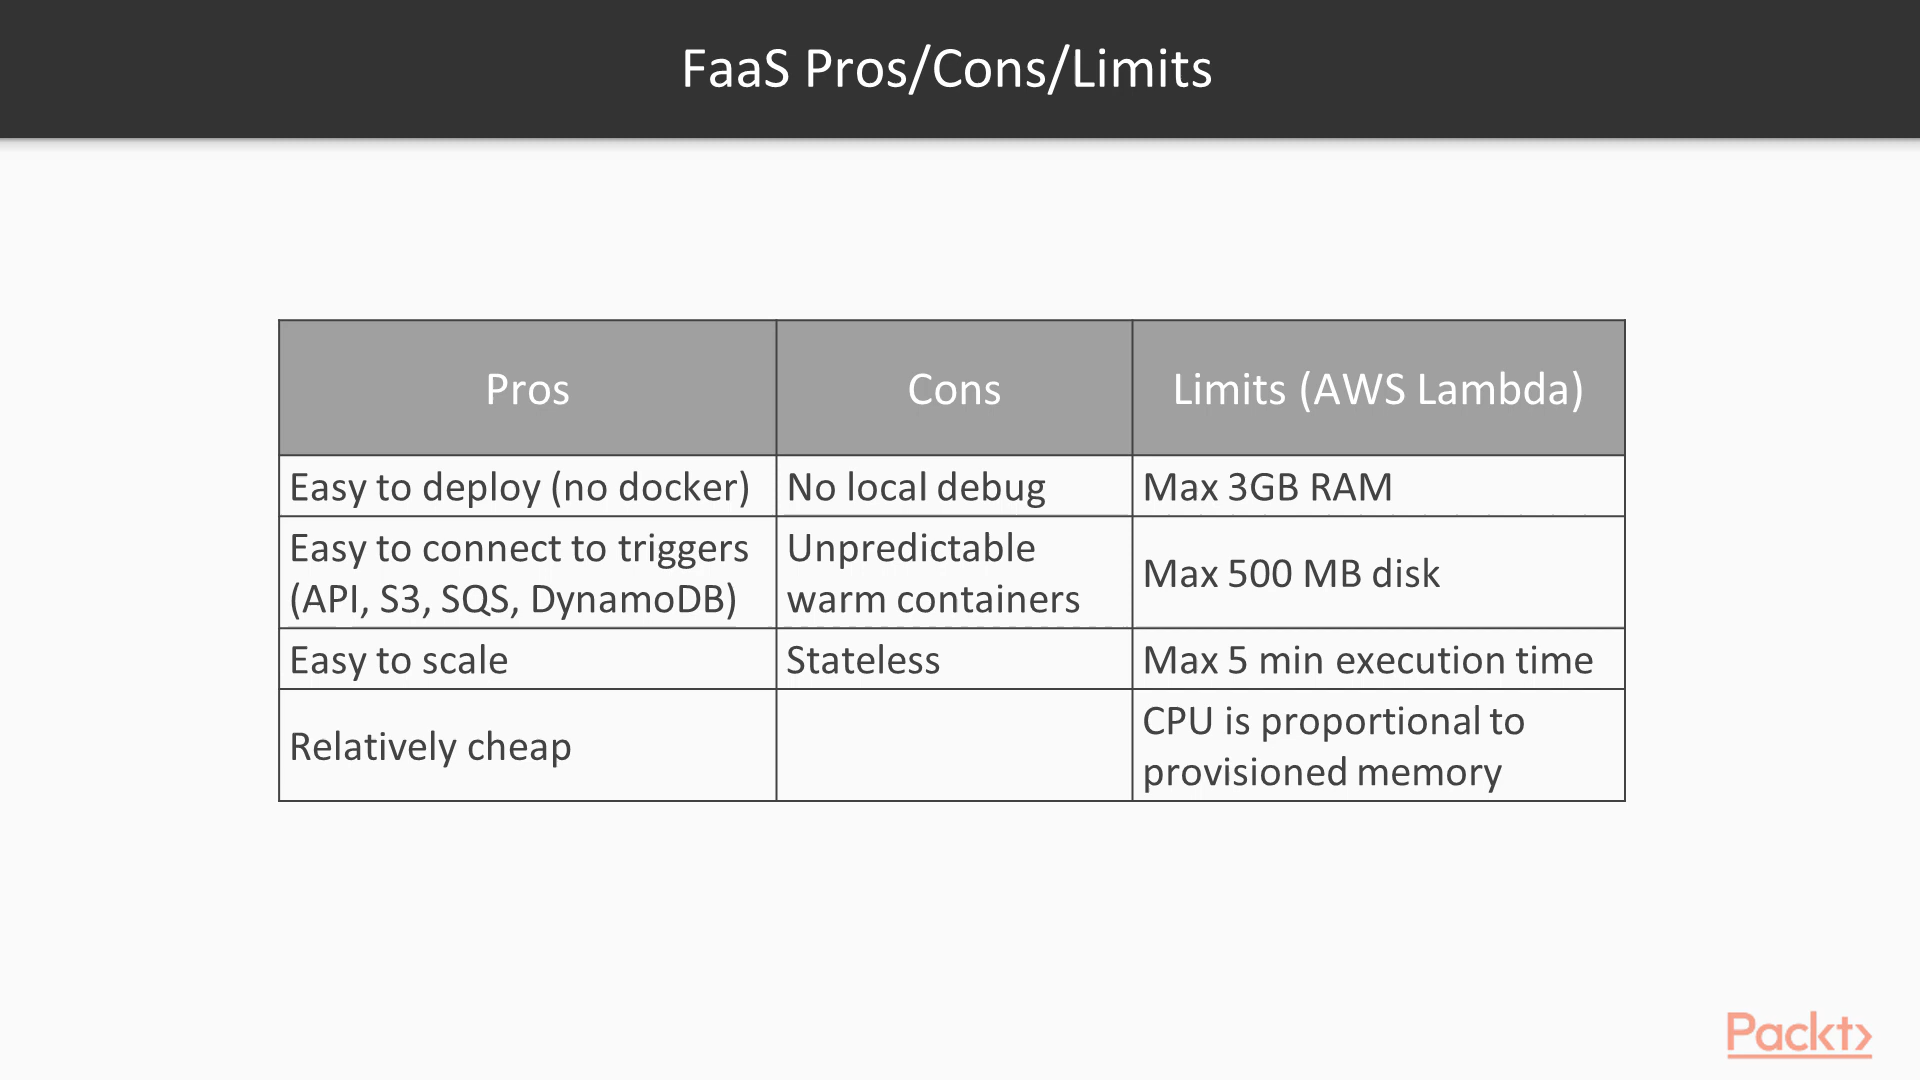 FaaS Pros/Cons/Limits
Pros
Cons
Limits (AWS Lambda)
Easy to deploy (no docker)
No local debug
Max 3GB RAM
Easy to connect to triggers
(API, S3, SQS, DynamoDB)
Unpredictable
warm containers
Max 500 MB disk
Easy to scale
Stateless
Max 5 min execution time
Relatively cheap
CPU is proportional to
provisioned memory
Packt>